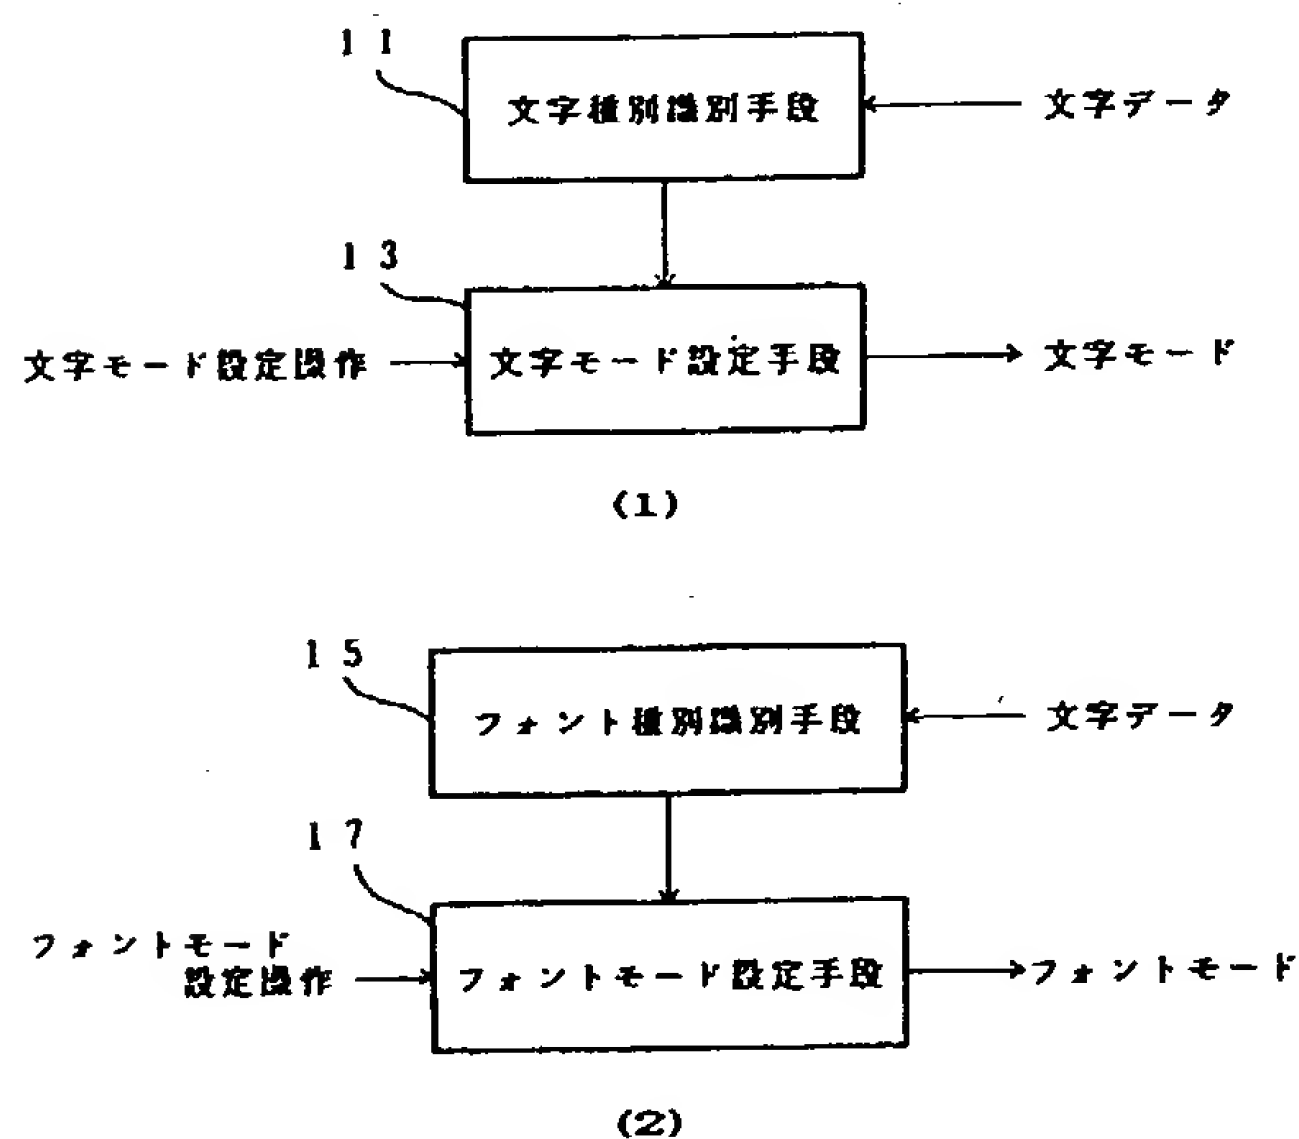 11
文字種別識別手段
文字データ
13
文字モード設定操作
文字モード設定手段
文字モード
(1)
15
フォント種別識別手段
文字データ
17
フォントモード
設定操作
フォントモード設定手段
フォントモード
(2)